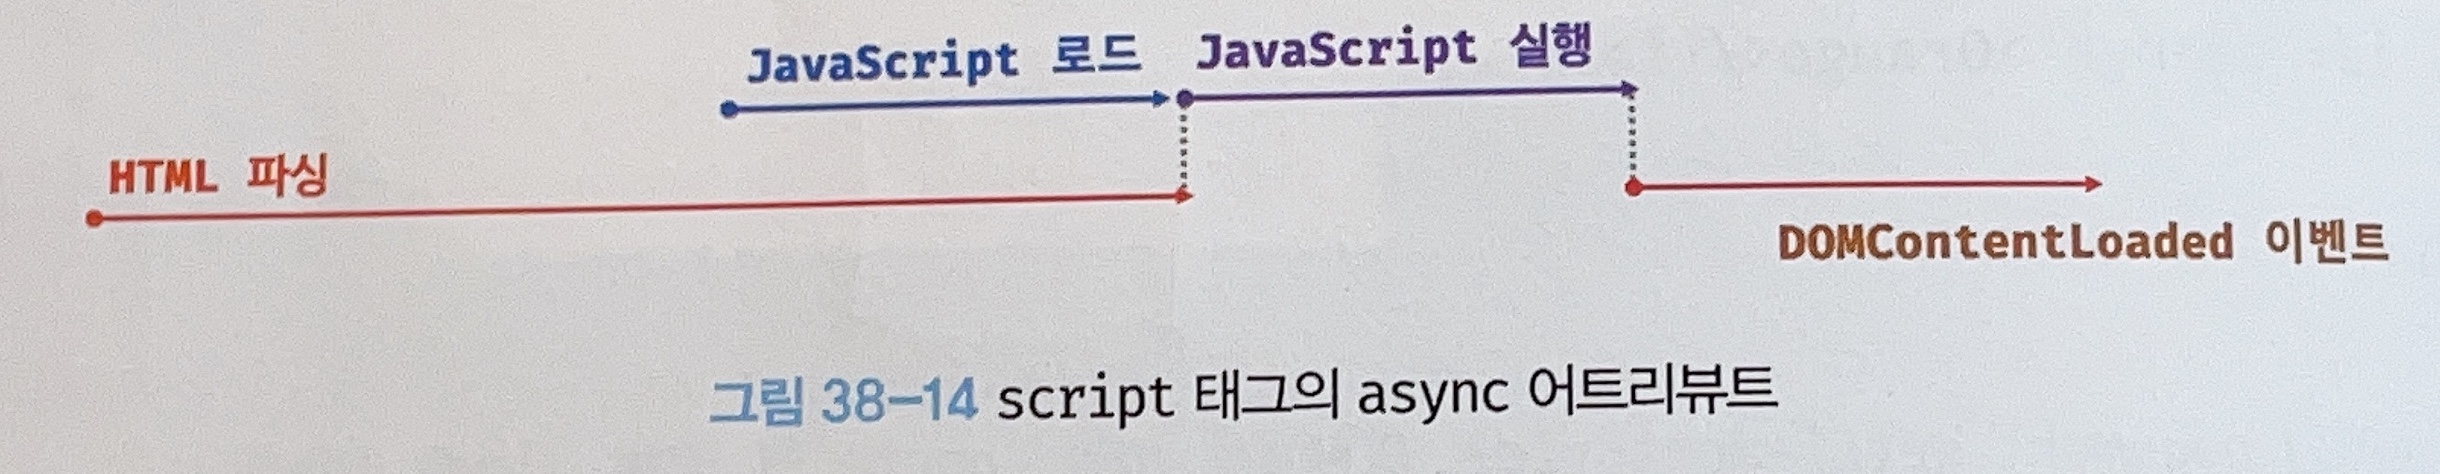 JavaScript 로드 JavaScript 실행
HTML 파싱
DOMContentLoaded 이벤트
그림 38-14 script 태그의 async 어트리뷰트